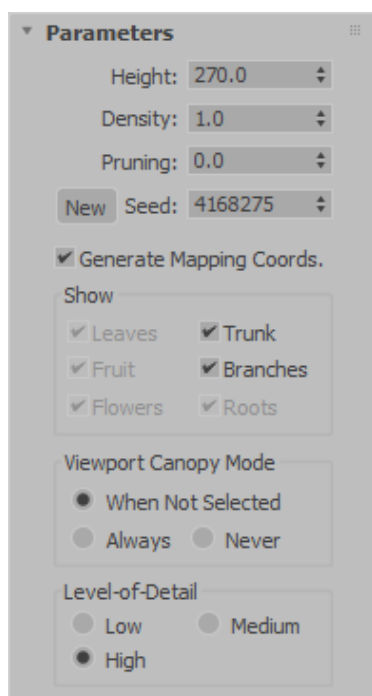 Parameters
Height: 270.0
Density: 1.0
Pruning: 0.0
New Seed: 4168275
Generate Mapping Coords.
Show
Leaves Trunk
Fruit Branches
Flowers Roots
Viewport Canopy Mode
When Not Selected
Always Never
Level-of-Detail
Low Medium
High